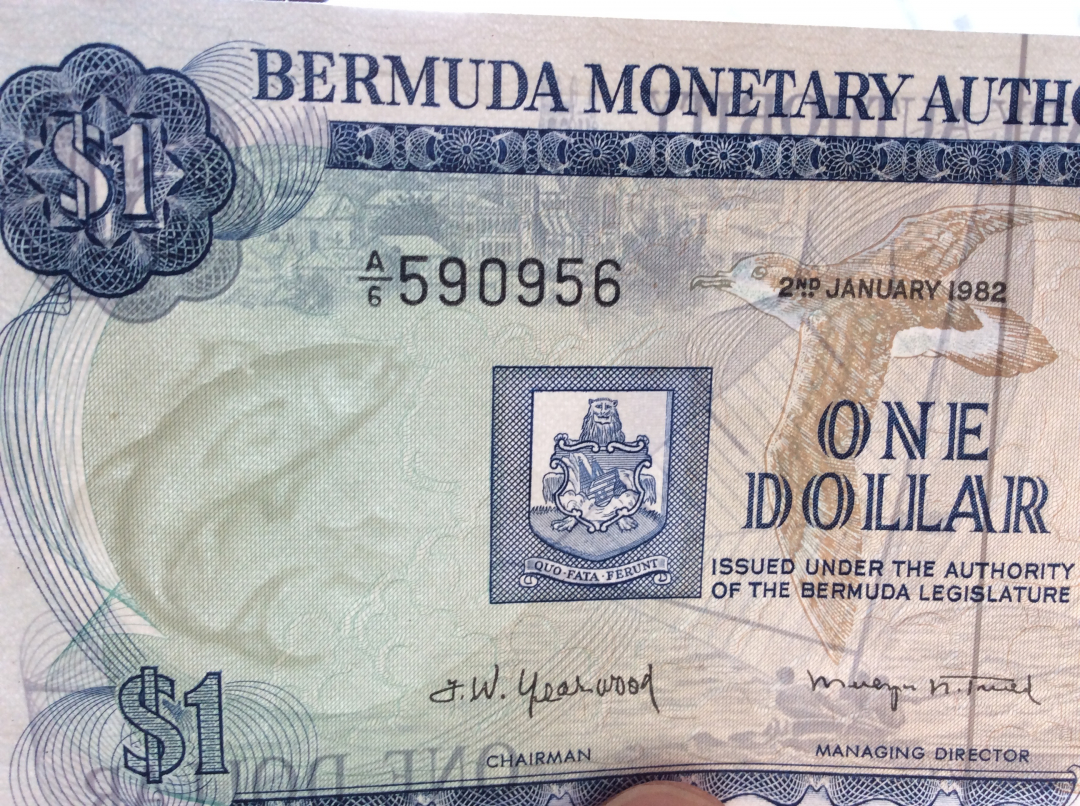 BERMUDA MONETARY AUTHO
$1
A/6 590956
2ND JANUARY 1982
ONE
DOLLAR
QUO·FATA·FERUNT
ISSUED UNDER THE AUTHORITY
OF THE BERMUDA LEGISLATURE
J.W. Yearwood
CHAIRMAN
MANAGING DIRECTOR
$1